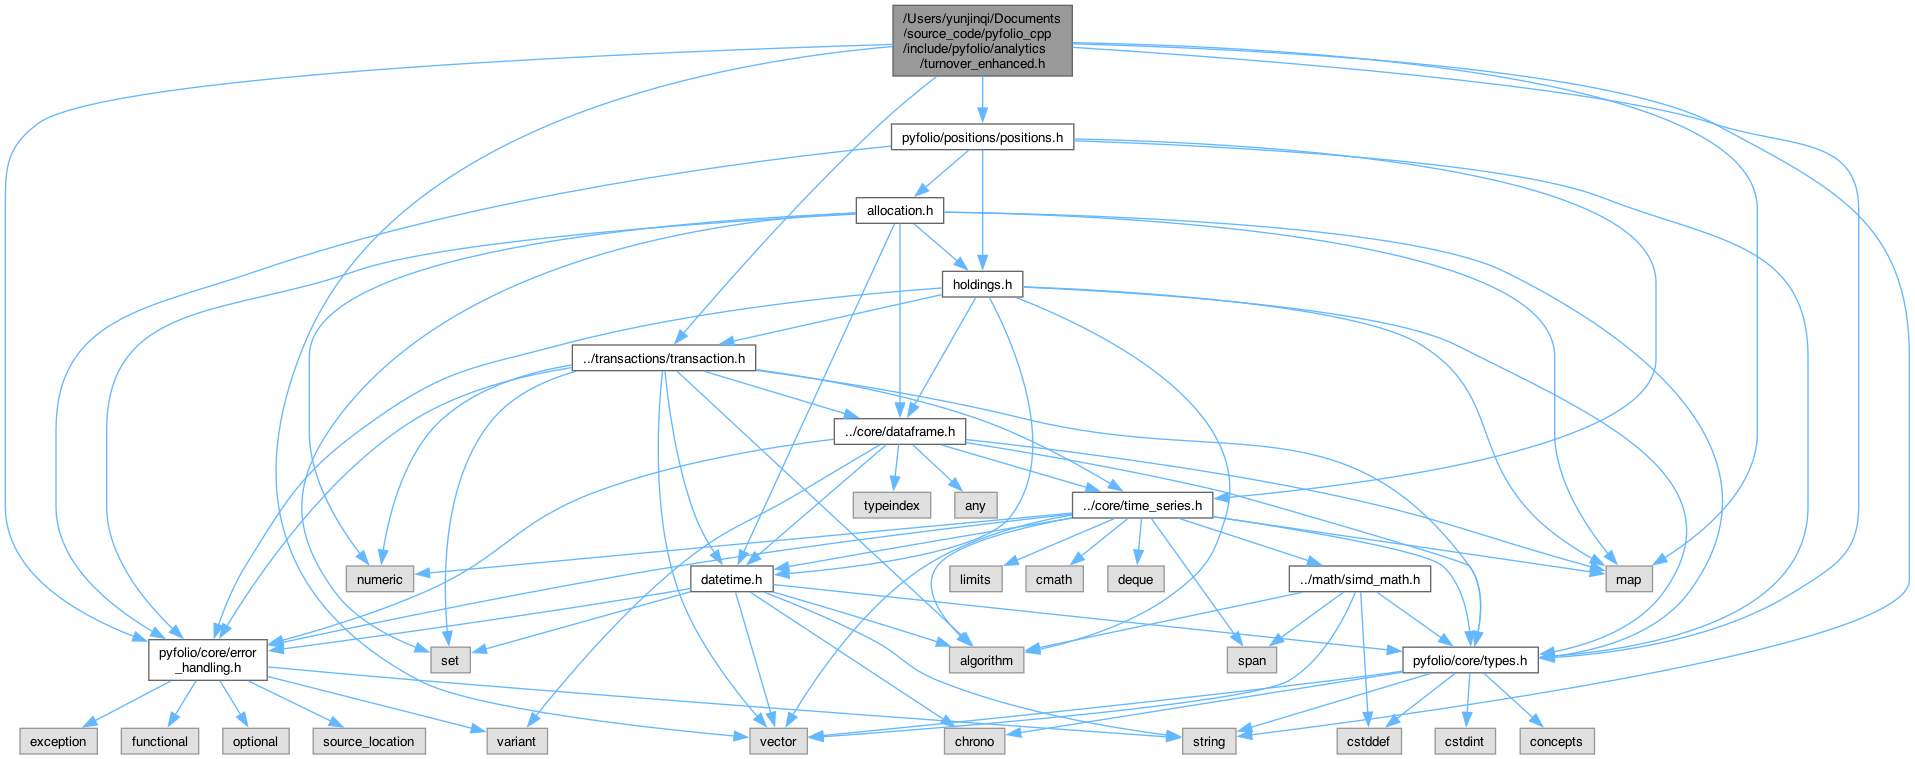 /Users/yunjinqi/Documents
/source_code/pyfolio_cpp
/include/pyfolio/analytics
/turnover_enhanced.h
pyfolio/positions/positions.h
allocation.h
holdings.h
../transactions/transaction.h
../core/dataframe.h
typeindex
any
../core/time_series.h
numeric
datetime.h
limits
cmath
deque
../math/simd_math.h
map
pyfolio/core/error
_handling.h
set
algorithm
span
pyfolio/core/types.h
exception
functional
optional
source_location
variant
vector
chrono
string
cstddef
cstdint
concepts